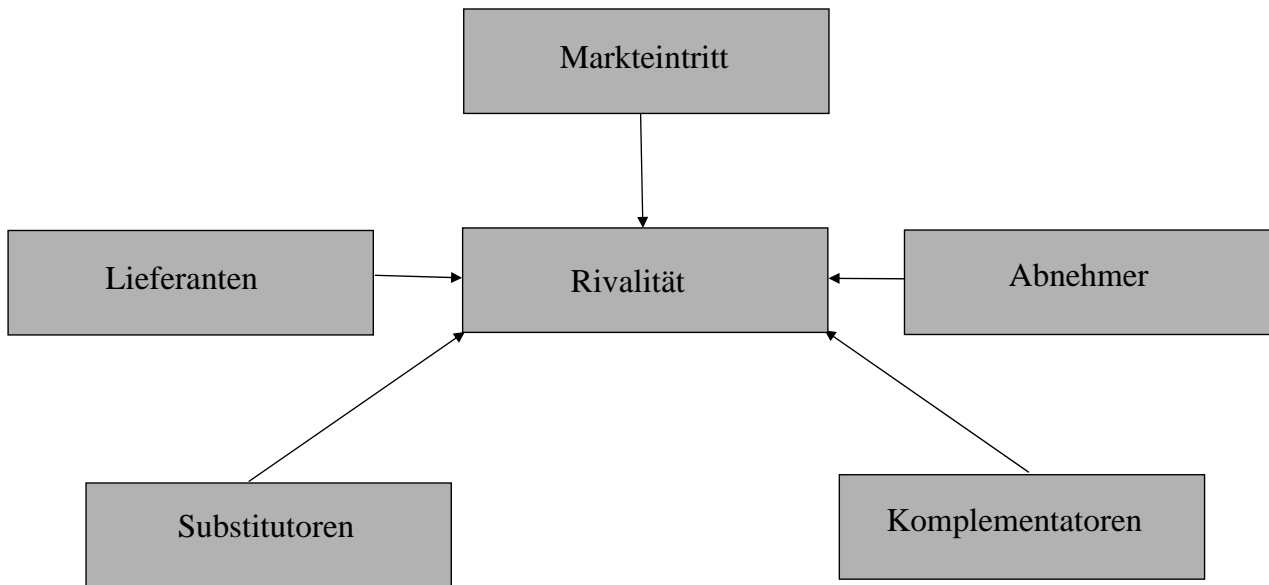 Markteintritt
Lieferanten
Rivalität
Abnehmer
Substitutoren
Komplementatoren